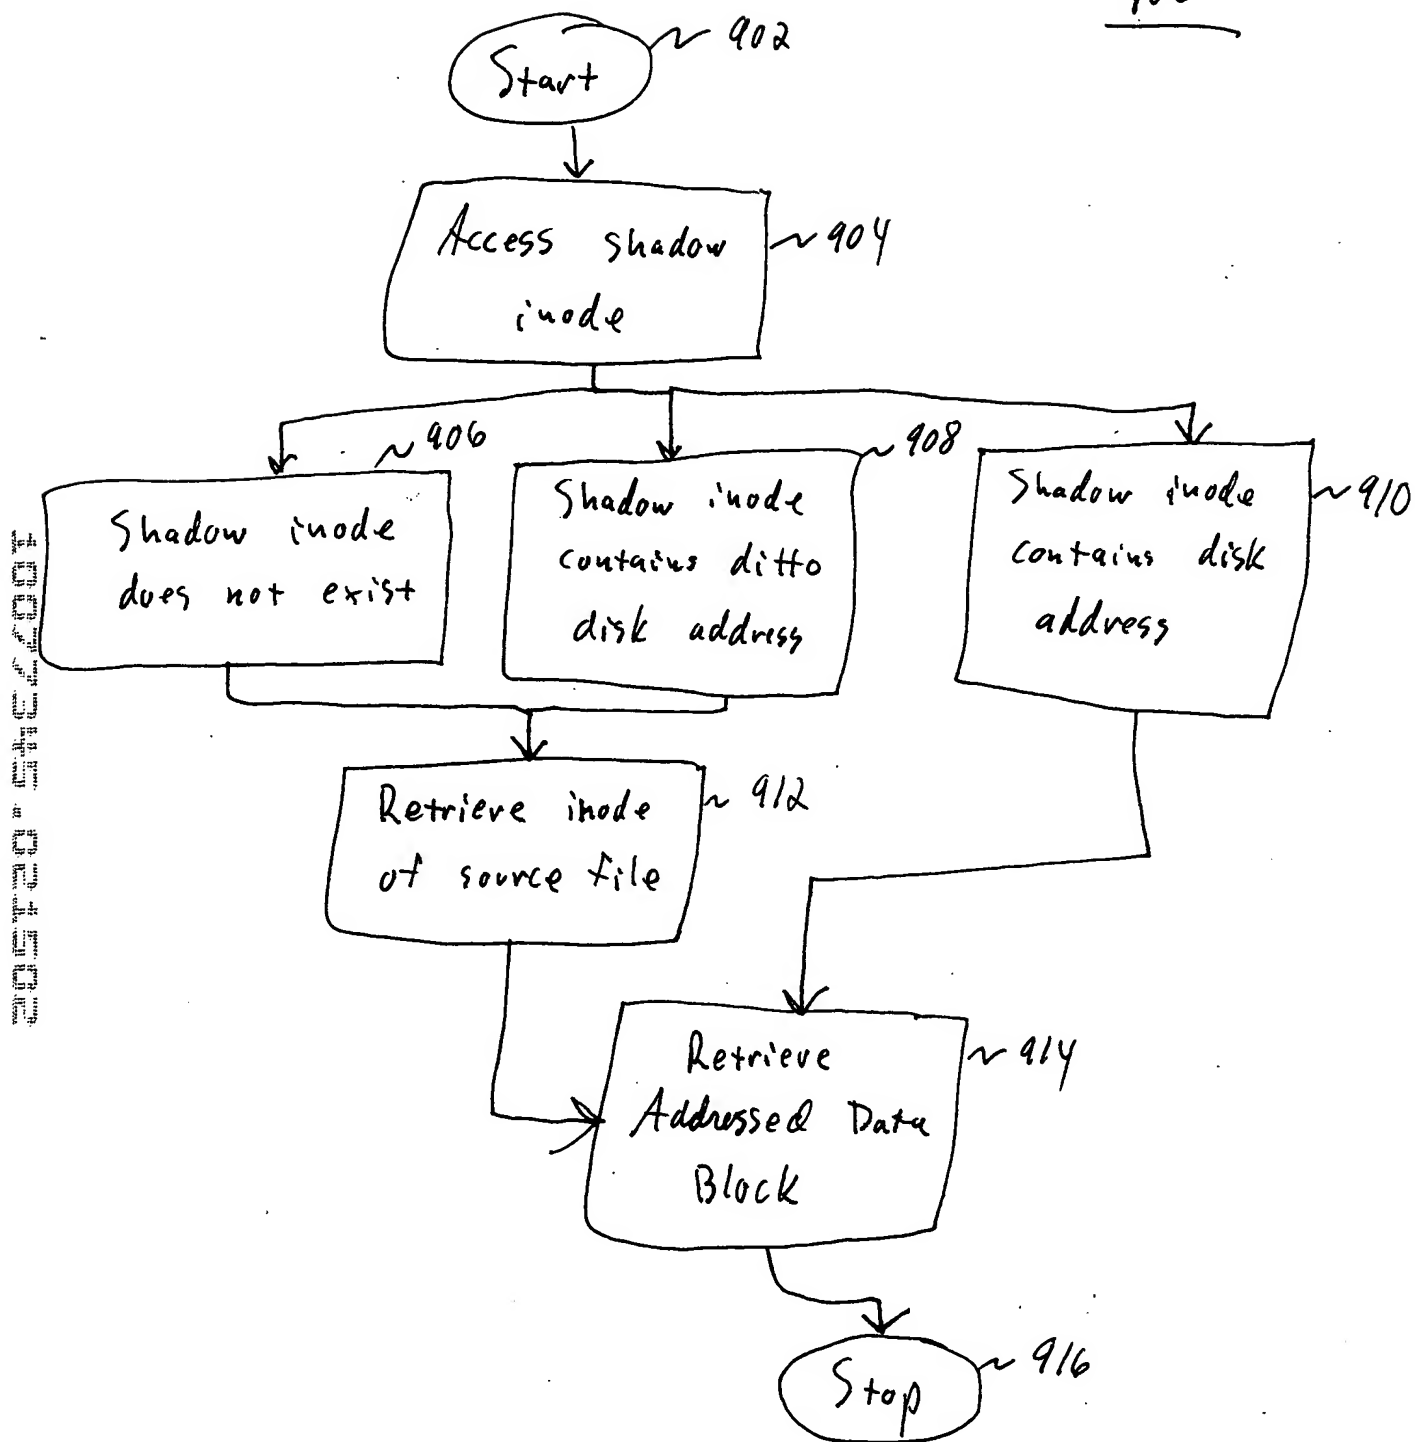 902
Start
Access shadow
inode
904
906
908
910
Shadow inode
does not exist
Shadow inode
contains ditto
disk address
Shadow inode
contains disk
address
Retrieve inode
of source file
912
Retrieve
Addressed Data
Block
914
Stop
916
10077345.021502